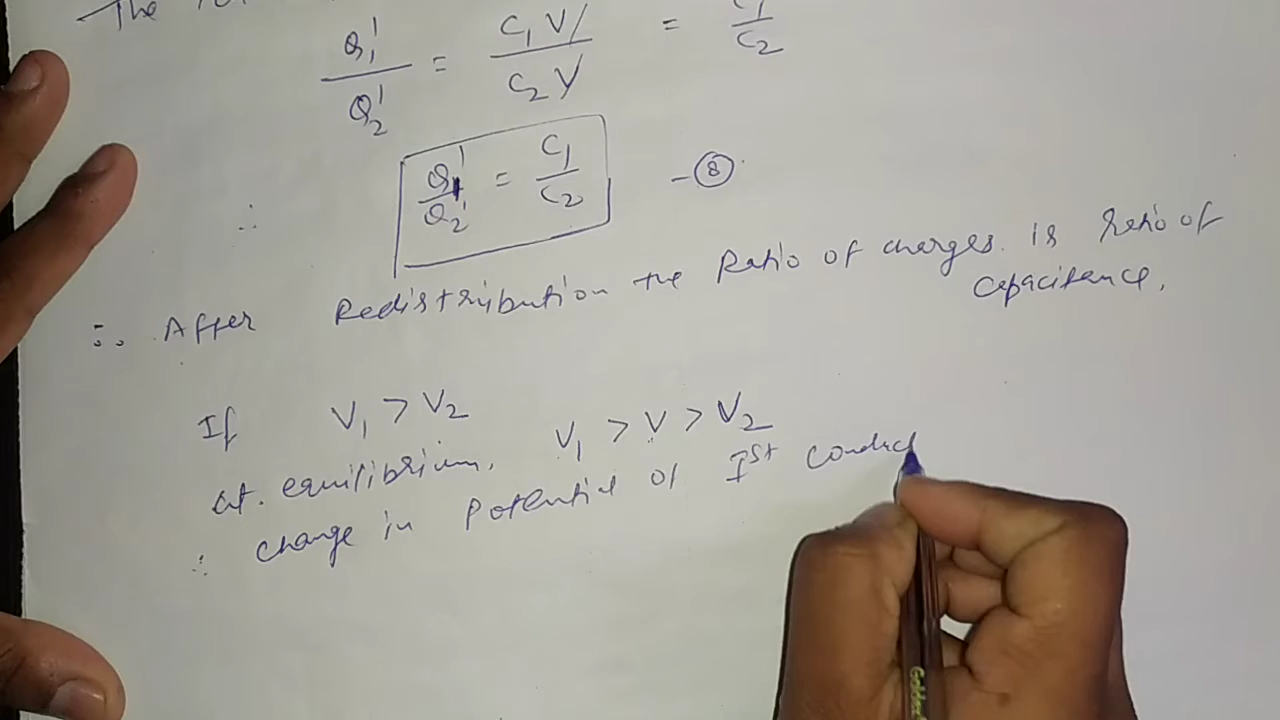 The
Q₁' / Q₂' = C₁V / C₂V = C₁ / C₂
∴ Q₁' / Q₂' = C₁ / C₂ - ⑧
∴ After Redistribution the Ratio of charges. is Ratio of
capacitance.
If V₁ > V₂
at. equilibrium, V₁ > V > V₂
∴ change in Potential of Iˢᵗ conduc